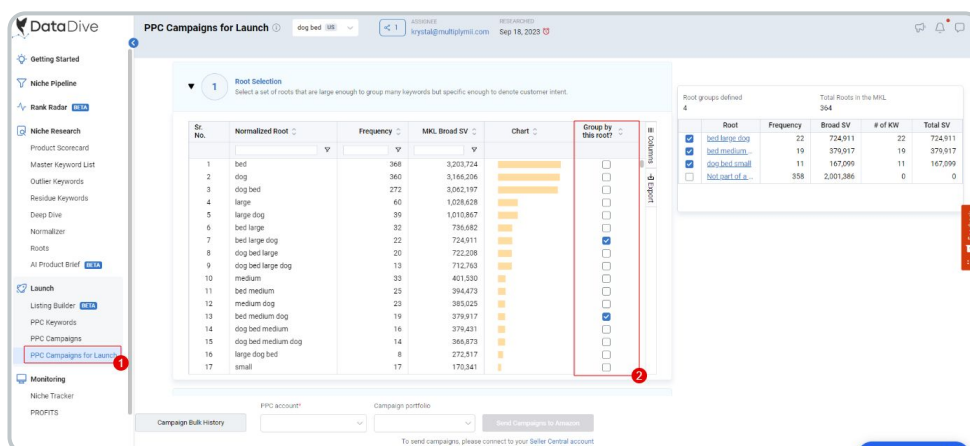 DataDive
PPC Campaigns for Launch
dog bed US
1
ASSIGNEE
krystal@multiplymii.com
RESEARCHED
Sep 18, 2023
Getting Started
Niche Pipeline
Rank Radar BETA
Niche Research
Product Scorecard
Master Keyword List
Outlier Keywords
Residue Keywords
Deep Dive
Normalizer
Roots
AI Product Brief BETA
Launch
Listing Builder BETA
PPC Keywords
PPC Campaigns
PPC Campaigns for Launch
1
Monitoring
Niche Tracker
PROFITS
1
Root Selection
Select a set of roots that are large enough to group many keywords but specific enough to denote customer intent.
Sr. No. Normalized Root Frequency MKL Broad SV Chart Group by this root?
1 bed 368 3,203,724
2 dog 360 3,166,206
3 dog bed 272 3,062,197
4 large 60 1,028,628
5 large dog 39 1,010,867
6 bed large 32 736,682
7 bed large dog 22 724,911
8 dog bed large 20 722,208
9 dog bed large dog 13 712,763
10 medium 33 401,530
11 bed medium 25 394,473
12 medium dog 23 385,025
13 bed medium dog 19 379,917
14 dog bed medium 16 379,431
15 dog bed medium dog 14 366,873
16 large dog bed 8 272,517
17 small 17 170,341
2
Columns
Export
Root groups defined
4
Total Roots in the MKL
364
Root Frequency Broad SV # of KW Total SV
bed large dog 22 724,911 22 724,911
bed medium... 19 379,917 19 379,917
dog bed small 11 167,099 11 167,099
Not part of a ... 358 2,001,386 0 0
Campaign Bulk History
PPC account*
Campaign portfolio
Send Campaigns to Amazon
To send campaigns, please connect to your Seller Central account